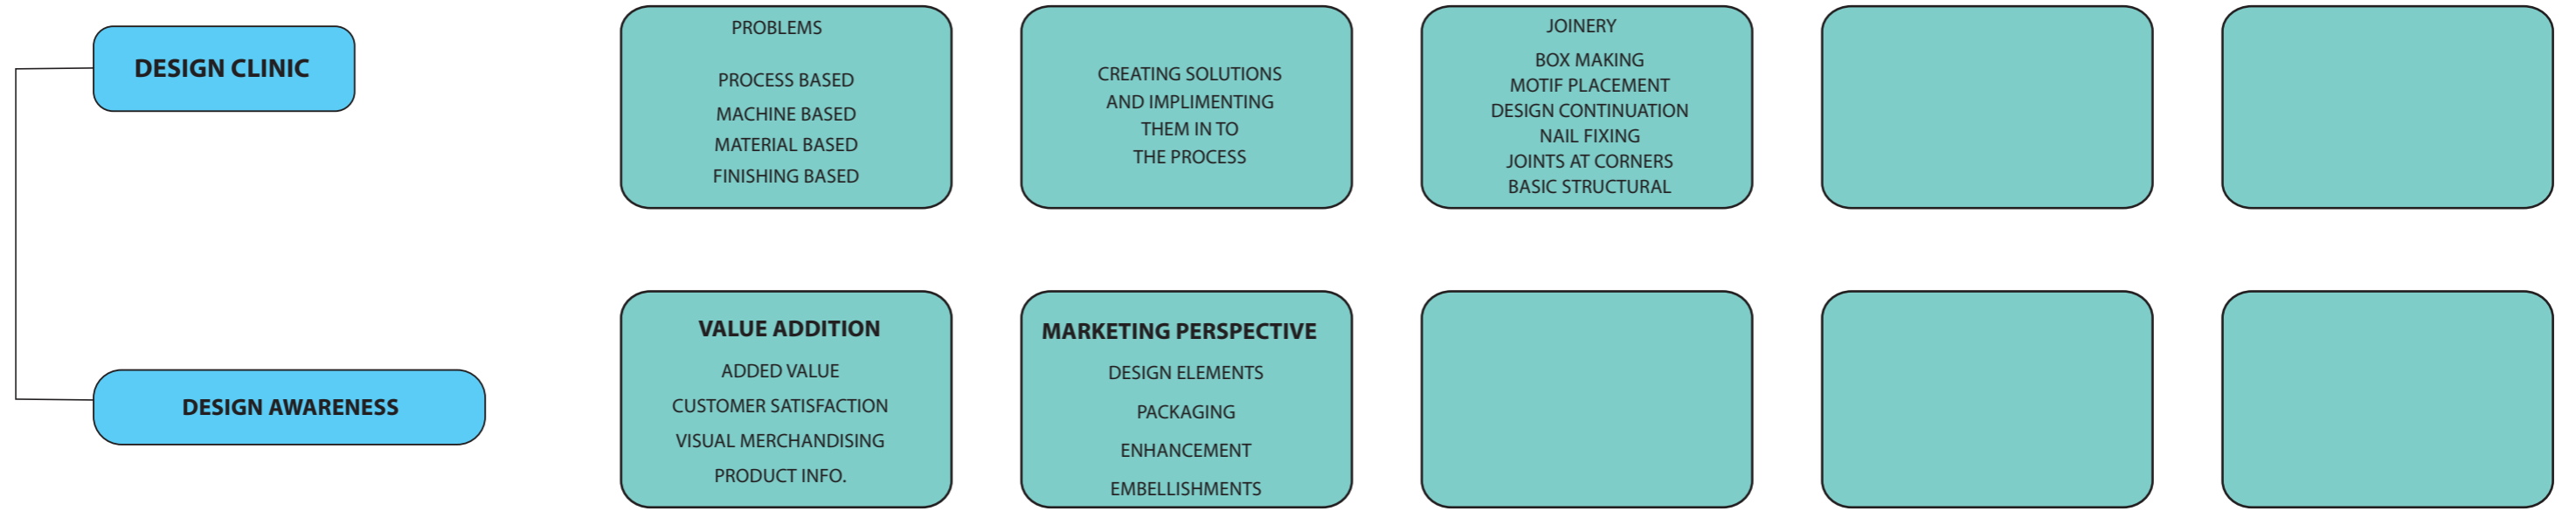 DESIGN CLINIC
PROBLEMS
PROCESS BASED
MACHINE BASED
MATERIAL BASED
FINISHING BASED
CREATING SOLUTIONS
AND IMPLIMENTING
THEM IN TO
THE PROCESS
JOINERY
BOX MAKING
MOTIF PLACEMENT
DESIGN CONTINUATION
NAIL FIXING
JOINTS AT CORNERS
BASIC STRUCTURAL
DESIGN AWARENESS
VALUE ADDITION
ADDED VALUE
CUSTOMER SATISFACTION
VISUAL MERCHANDISING
PRODUCT INFO.
MARKETING PERSPECTIVE
DESIGN ELEMENTS
PACKAGING
ENHANCEMENT
EMBELLISHMENTS